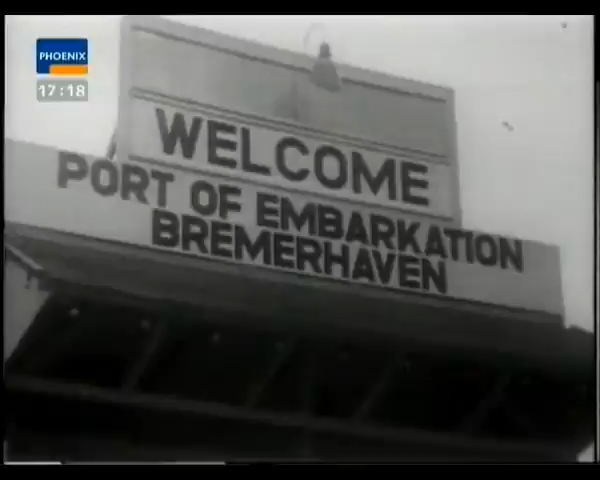 PHOENIX
17:18
WELCOME
PORT OF EMBARKATION
BREMERHAVEN